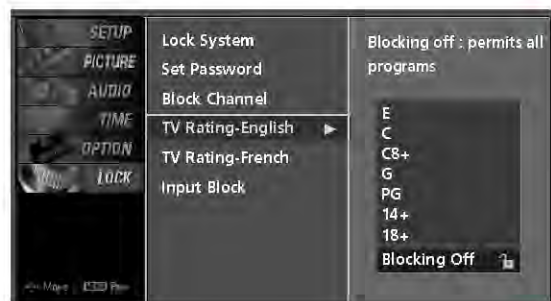 SETUP
PICTURE
AUDIO
TIME
OPTION
LOCK
Move
Lock System
Set Password
Block Channel
TV Rating-English
TV Rating-French
Input Block
Blocking off : permits all
programs
E
C
C8+
G
PG
14+
18+
Blocking Off